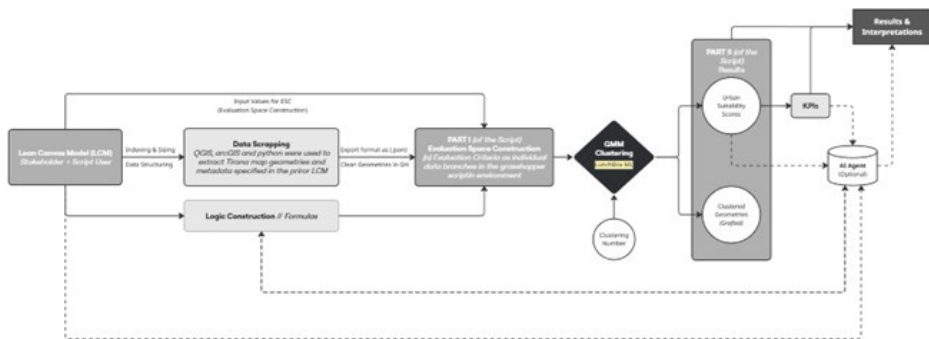 Results &
Interpretations
PART II (of the
Script)
Results
Input Values for ESC
(Evaluation Space Construction)
Urban
Suitability
Scores
KPIs
Lean Canvas Model (LCM)
Stakeholder + Script User
Indexing & Sizing
Data Structuring
Data Scrapping
QGIS, arcGIS and python were used to
extract Tirana map geometries and
metadata specified in the prior LCM
Export format as (.json)
Clean Geometries in GH
PART I (of the Script)
Evaluation Space Construction
(n) Evaluation Criteria as individual
data branches in the grasshopper
scriptin environment
GMM
Clustering
LunchBox ML
AI Agent
(Optional)
Logic Construction // Formulas
Clustering
Number
Clustered
Geometries
(Grafted)